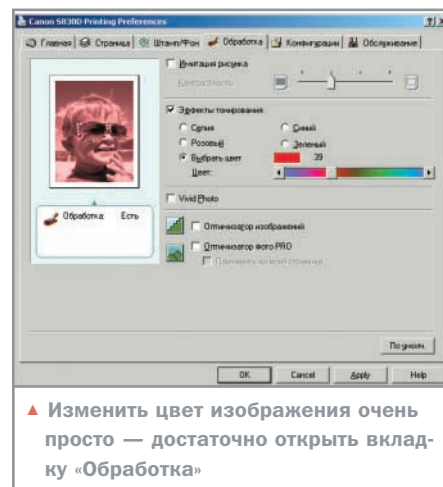 Canon S830D Printing Preferences
Главная Страница Штамп/Фон Обработка Конфигурации Обслуживание
Имитация рисунка
Контрастность:
Эффекты тонирования
Сепия Синий
Розовый Зеленый
Выбрать цвет 39
Цвет:
Vivid Photo
Обработка: Есть
Оптимизатор изображений
Оптимизатор фото PRO
По умолч.
OK Cancel Apply Help
▲ Изменить цвет изображения очень
просто — достаточно открыть вклад-
ку «Обработка»